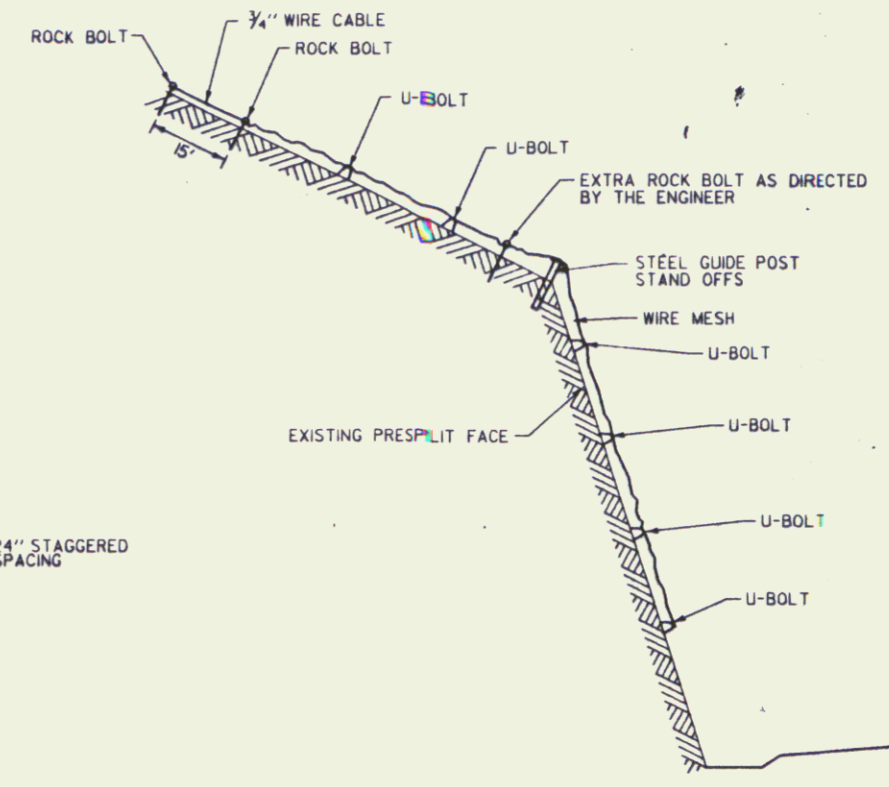 ¾" WIRE CABLE
ROCK BOLT
ROCK BOLT
U-BOLT
U-BOLT
15'
EXTRA ROCK BOLT AS DIRECTED
BY THE ENGINEER
STEEL GUIDE POST
STAND OFFS
WIRE MESH
U-BOLT
EXISTING PRESPLIT FACE
U-BOLT
U-BOLT
24" STAGGERED
SPACING
U-BOLT